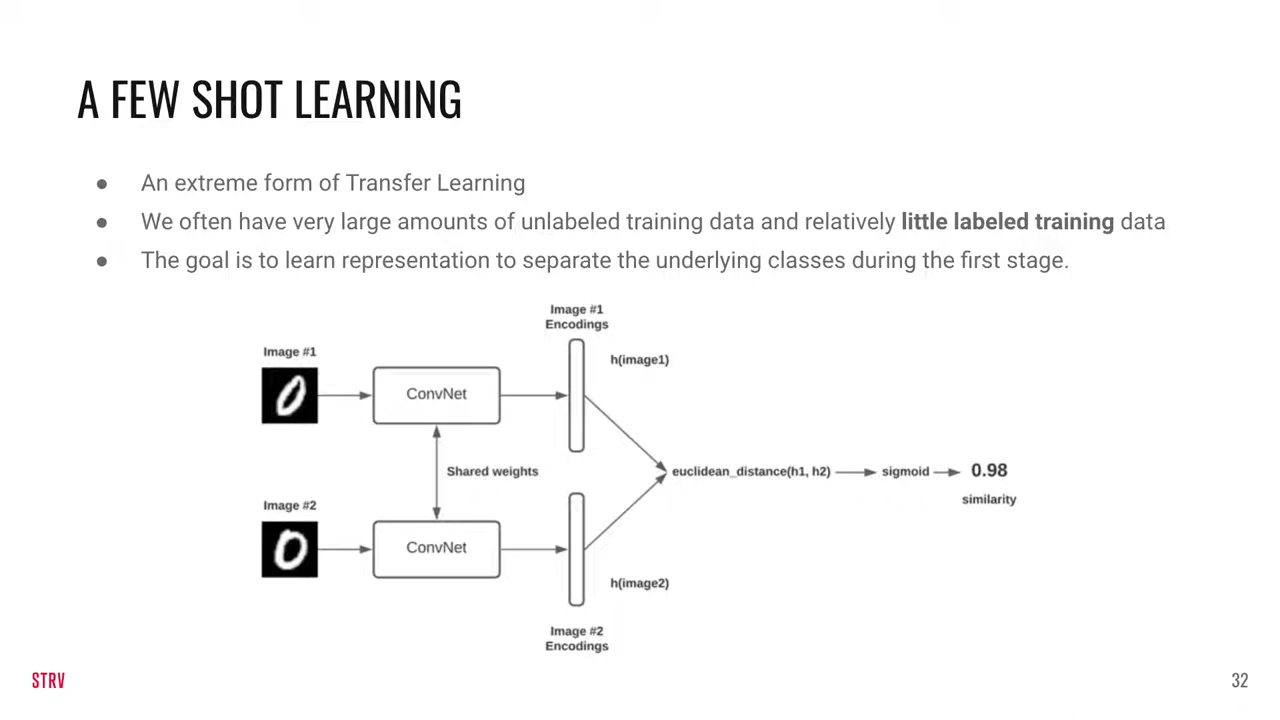 A FEW SHOT LEARNING
● An extreme form of Transfer Learning
● We often have very large amounts of unlabeled training data and relatively little labeled training data
● The goal is to learn representation to separate the underlying classes during the first stage.
Image #1
Encodings
Image #1
h(image1)
ConvNet
Shared weights
euclidean_distance(h1, h2)
sigmoid
0.98
similarity
Image #2
ConvNet
h(image2)
Image #2
Encodings
STRV
32